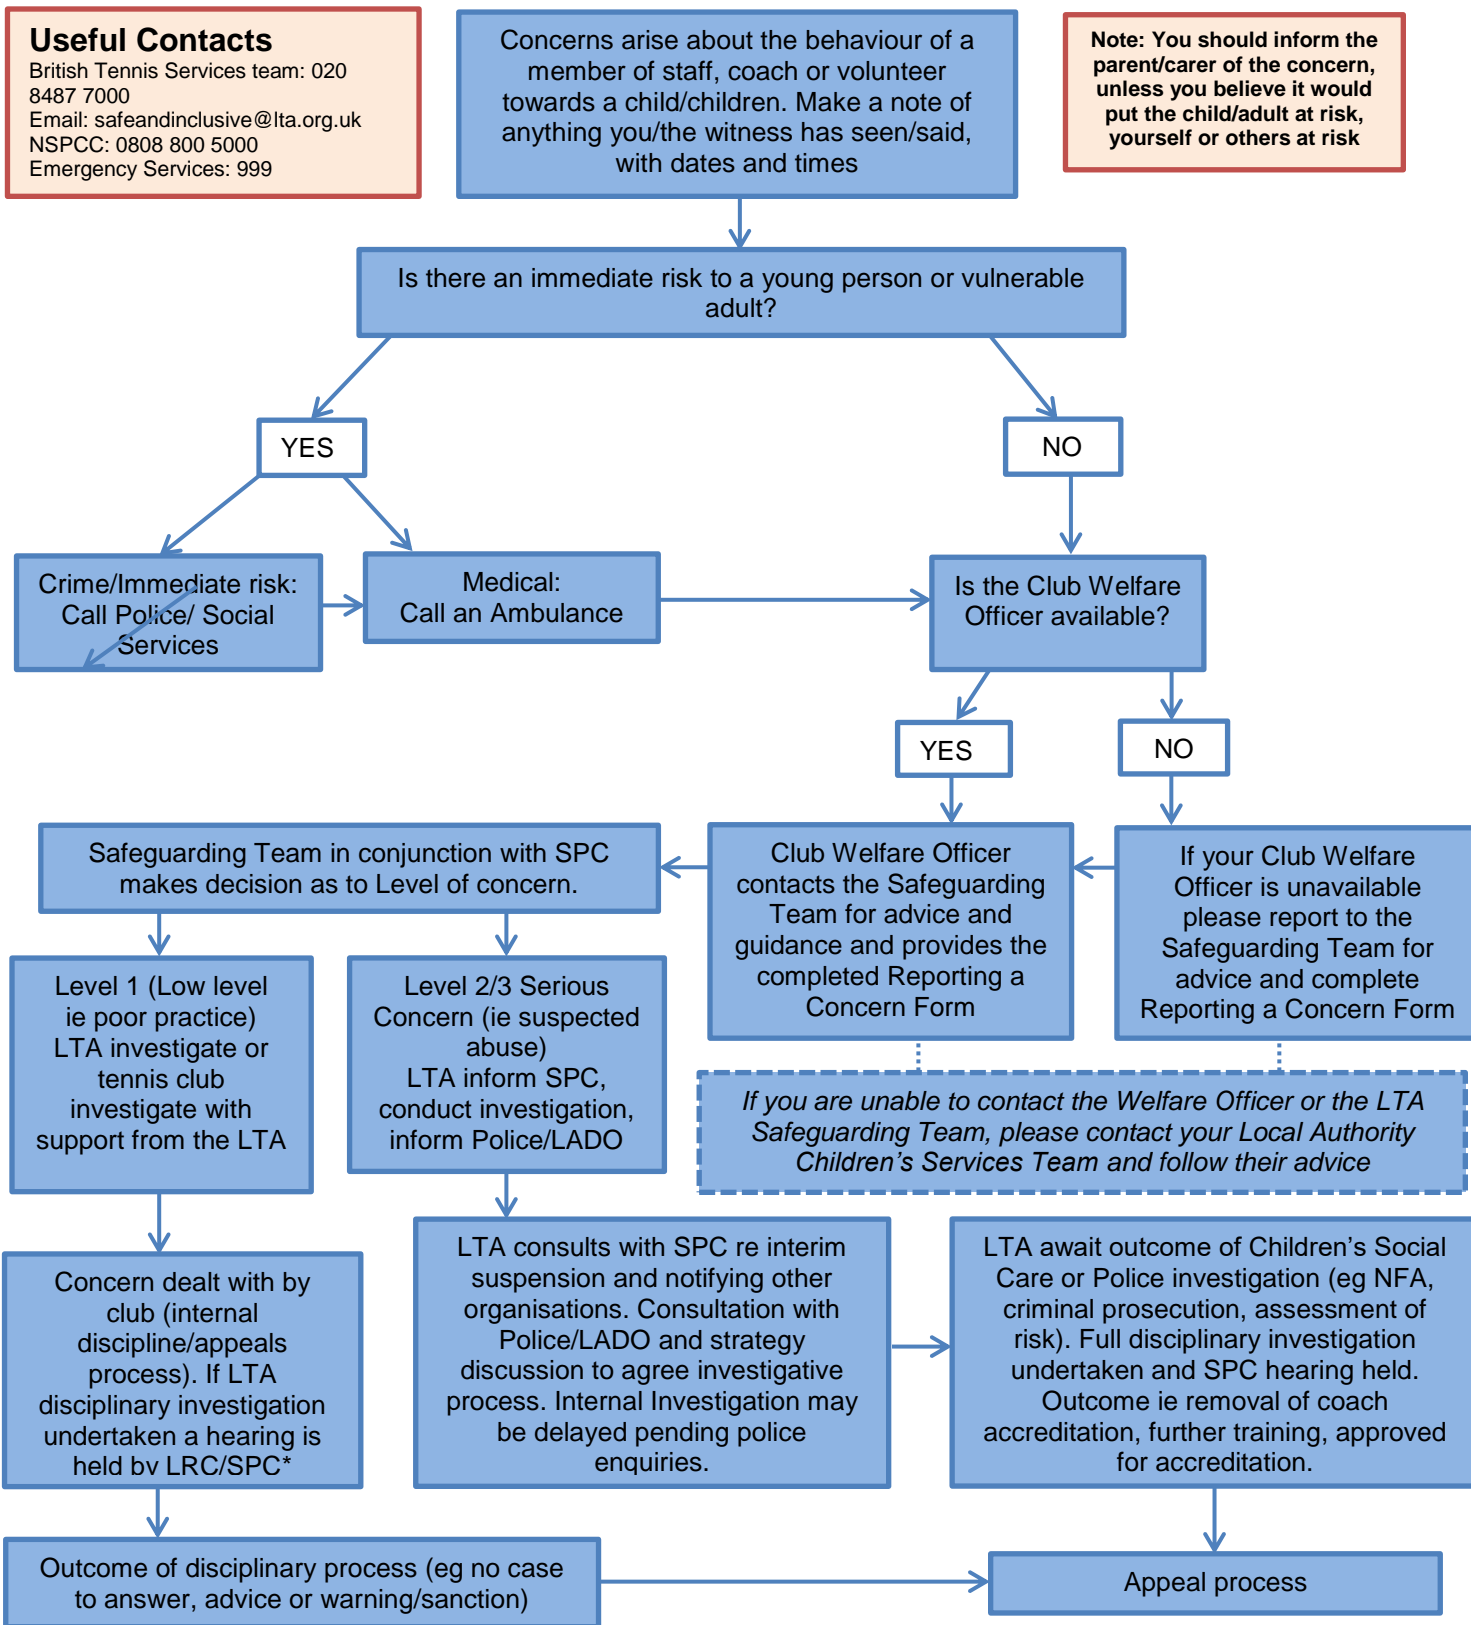 Useful Contacts
British Tennis Services team: 020
8487 7000
Email: safeandinclusive@lta.org.uk
NSPCC: 0808 800 5000
Emergency Services: 999
Concerns arise about the behaviour of a
member of staff, coach or volunteer
towards a child/children. Make a note of
anything you/the witness has seen/said,
with dates and times
Note: You should inform the
parent/carer of the concern,
unless you believe it would
put the child/adult at risk,
yourself or others at risk
Is there an immediate risk to a young person or vulnerable
adult?
YES
NO
Crime/Immediate risk:
Call Police/ Social
Services
Medical:
Call an Ambulance
Is the Club Welfare
Officer available?
YES
NO
Safeguarding Team in conjunction with SPC
makes decision as to Level of concern.
Club Welfare Officer
contacts the Safeguarding
Team for advice and
guidance and provides the
completed Reporting a
Concern Form
If your Club Welfare
Officer is unavailable
please report to the
Safeguarding Team for
advice and complete
Reporting a Concern Form
Level 1 (Low level
ie poor practice)
LTA investigate or
tennis club
investigate with
support from the LTA
Level 2/3 Serious
Concern (ie suspected
abuse)
LTA inform SPC,
conduct investigation,
inform Police/LADO
If you are unable to contact the Welfare Officer or the LTA
Safeguarding Team, please contact your Local Authority
Children’s Services Team and follow their advice
Concern dealt with by
club (internal
discipline/appeals
process). If LTA
disciplinary investigation
undertaken a hearing is
held by LRC/SPC*
LTA consults with SPC re interim
suspension and notifying other
organisations. Consultation with
Police/LADO and strategy
discussion to agree investigative
process. Internal Investigation may
be delayed pending police
enquiries.
LTA await outcome of Children’s Social
Care or Police investigation (eg NFA,
criminal prosecution, assessment of
risk). Full disciplinary investigation
undertaken and SPC hearing held.
Outcome ie removal of coach
accreditation, further training, approved
for accreditation.
Outcome of disciplinary process (eg no case
to answer, advice or warning/sanction)
Appeal process